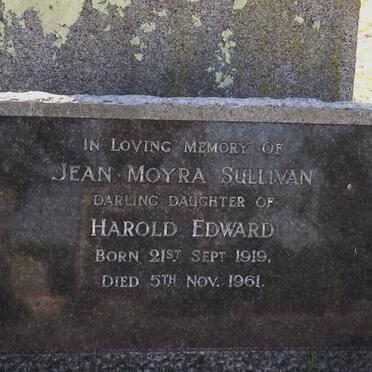 In Loving Memory Of
Jean Moyra Sullivan
Darling Daughter Of
Harold Edward
Born 21st Sept 1919.
Died 5th Nov. 1961.